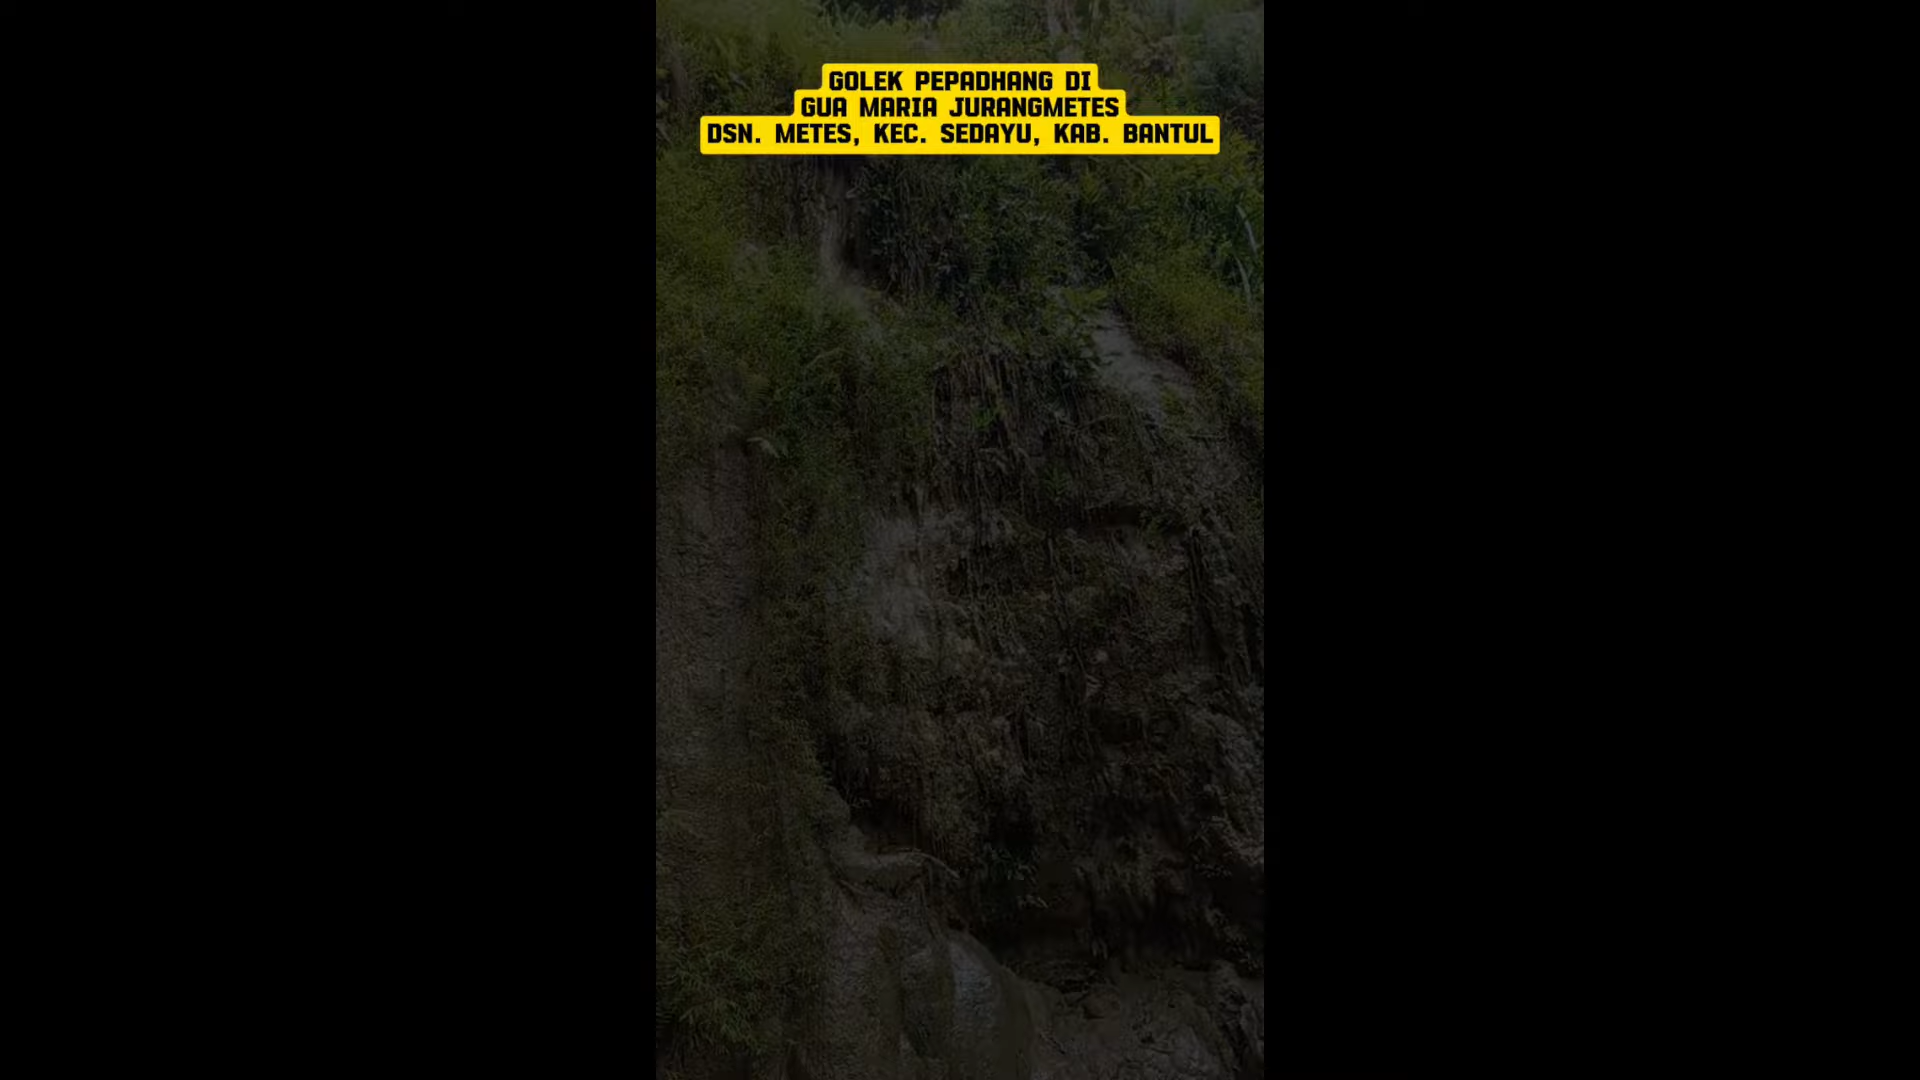 GOLEK PEPADHANG DI
GUA MARIA JURANGMETES
DSN. METES, KEC. SEDAYU, KAB. BANTUL